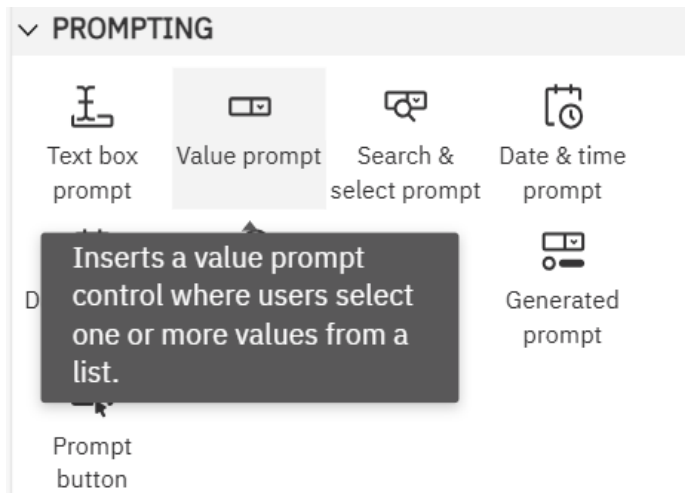 PROMPTING
Text box
prompt
Value prompt
Search &
select prompt
Date & time
prompt
Inserts a value prompt
control where users select
one or more values from a
list.
D
Generated
prompt
Prompt
button